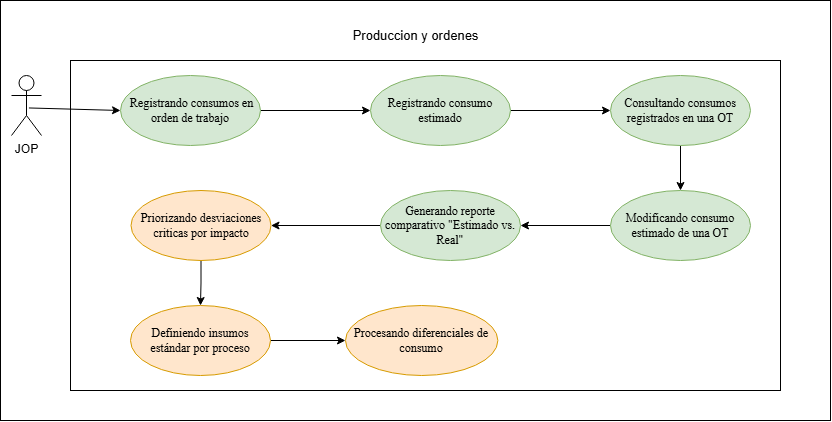 Produccion y ordenes
JOP
Registrando consumos en
orden de trabajo
Registrando consumo
estimado
Consultando consumos
registrados en una OT
Modificando consumo
estimado de una OT
Generando reporte
comparativo "Estimado vs.
Real"
Priorizando desviaciones
criticas por impacto
Definiendo insumos
estándar por proceso
Procesando diferenciales de
consumo